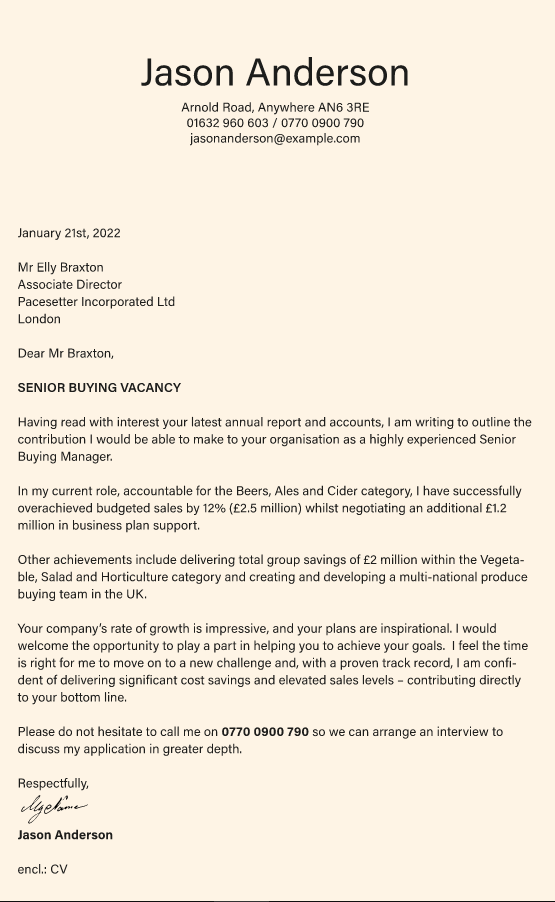 Jason Anderson
Arnold Road, Anywhere AN6 3RE
01632 960 603 / 0770 0900 790
jasonanderson@example.com
January 21st, 2022
Mr Elly Braxton
Associate Director
Pacesetter Incorporated Ltd
London
Dear Mr Braxton,
SENIOR BUYING VACANCY
Having read with interest your latest annual report and accounts, I am writing to outline the
contribution I would be able to make to your organisation as a highly experienced Senior
Buying Manager.
In my current role, accountable for the Beers, Ales and Cider category, I have successfully
overachieved budgeted sales by 12% (£2.5 million) whilst negotiating an additional £1.2
million in business plan support.
Other achievements include delivering total group savings of £2 million within the Vegeta-
ble, Salad and Horticulture category and creating and developing a multi-national produce
buying team in the UK.
Your company’s rate of growth is impressive, and your plans are inspirational. I would
welcome the opportunity to play a part in helping you to achieve your goals.  I feel the time
is right for me to move on to a new challenge and, with a proven track record, I am confi-
dent of delivering significant cost savings and elevated sales levels – contributing directly
to your bottom line.
Please do not hesitate to call me on 0770 0900 790 so we can arrange an interview to
discuss my application in greater depth.
Respectfully,
Jason Anderson
encl.: CV